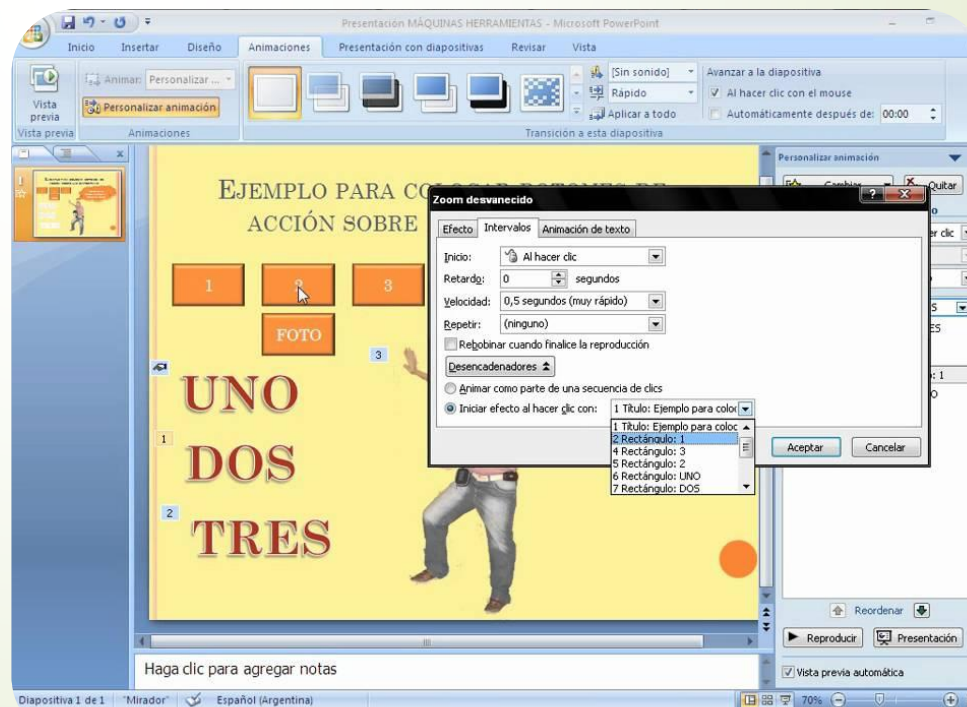 Presentación MÁQUINAS HERRAMIENTAS - Microsoft PowerPoint
Inicio Insertar Diseño Animaciones Presentación con diapositivas Revisar Vista
Vista previa
Animar: Personalizar ...
Personalizar animación
[Sin sonido]
Rápido
Aplicar a todo
Avanzar a la diapositiva
Al hacer clic con el mouse
Automáticamente después de: 00:00
Vista previa Animaciones Transición a esta diapositiva
1
EJEMPLO PARA
ACCIÓN SOBRE
1
3
FOTO
3
UNO
1
DOS
2
TRES
Zoom desvanecido
Efecto Intervalos Animación de texto
Inicio: Al hacer clic
Retardo: 0 segundos
Velocidad: 0,5 segundos (muy rápido)
Repetir: (ninguno)
Rebobinar cuando finalice la reproducción
Desencadenadores
Animar como parte de una secuencia de clics
Iniciar efecto al hacer clic con: 1 Título: Ejemplo para coloc
1 Título: Ejemplo para coloc
2 Rectángulo: 1
4 Rectángulo: 3
5 Rectángulo: 2
6 Rectángulo: UNO
7 Rectángulo: DOS
Aceptar Cancelar
Personalizar animación
Quitar
Reordenar
Reproducir Presentación
Vista previa automática
Haga clic para agregar notas
Diapositiva 1 de 1 "Mirador" Español (Argentina) 70%